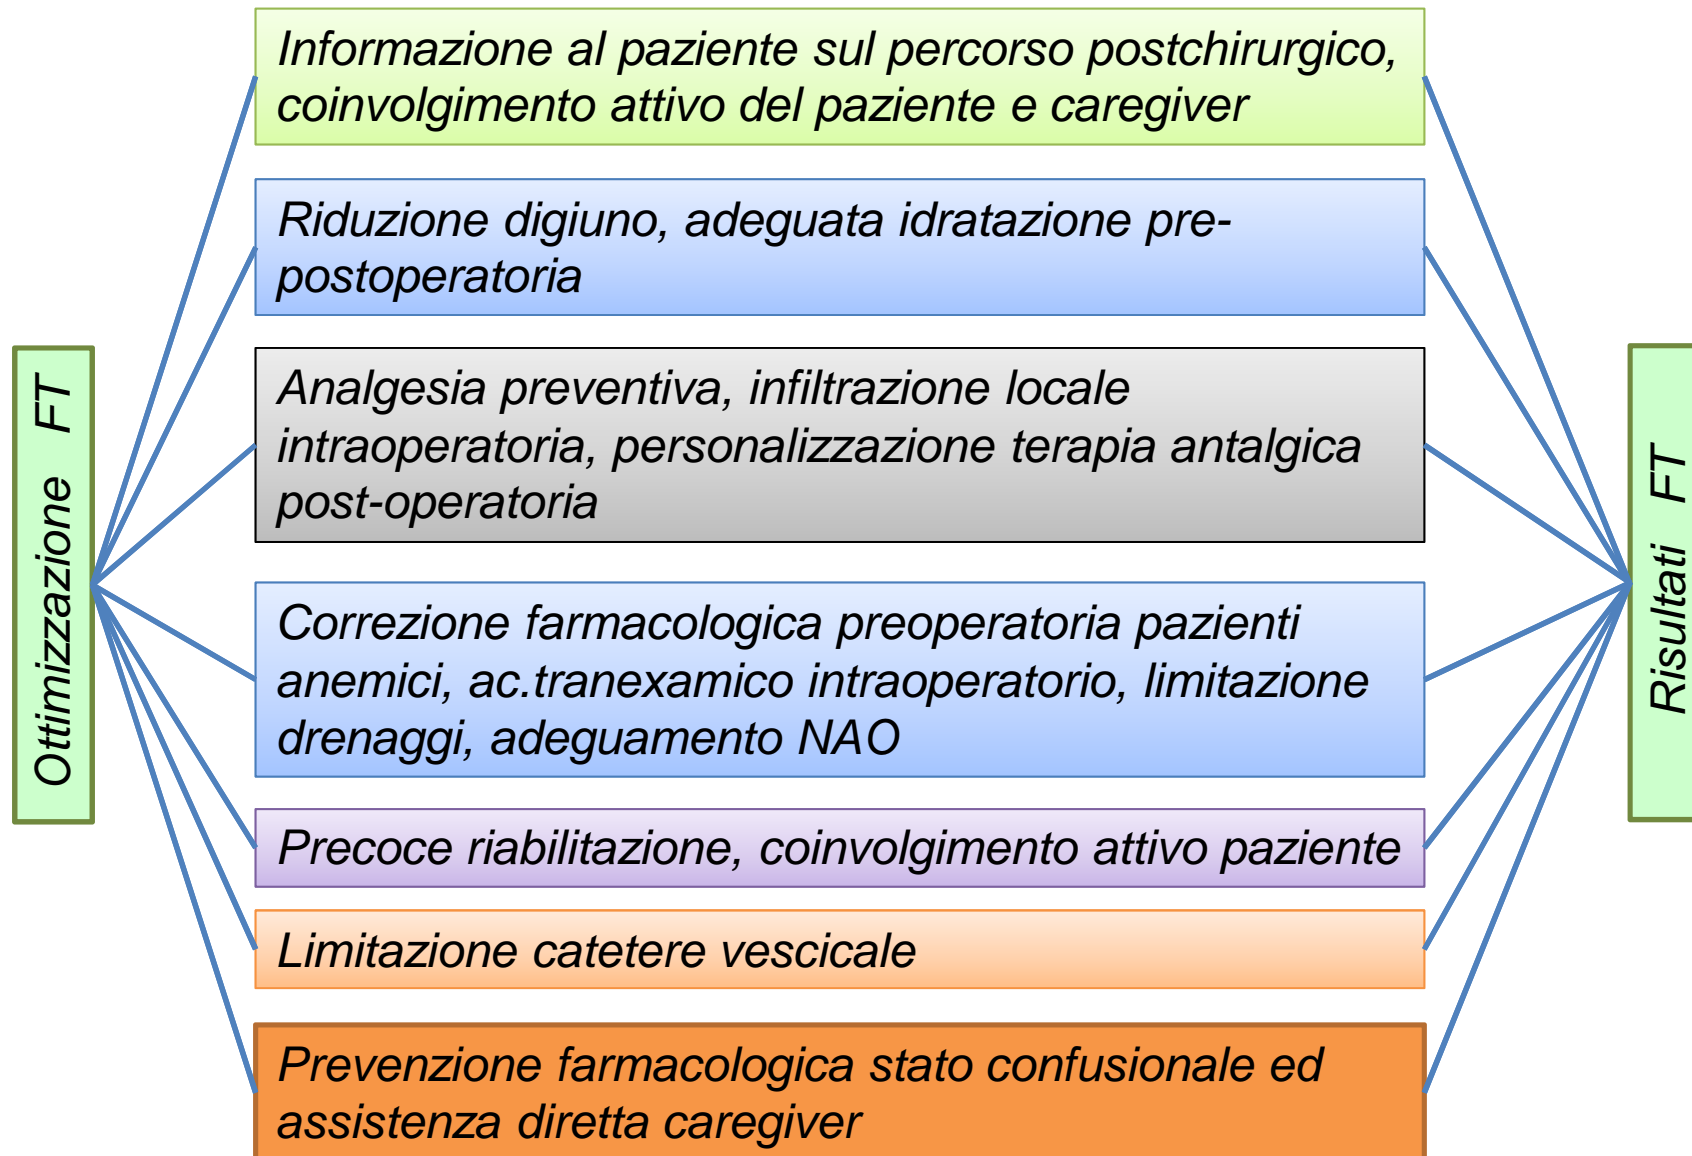 Informazione al paziente sul percorso postchirurgico,
coinvolgimento attivo del paziente e caregiver
Riduzione digiuno, adeguata idratazione pre-
postoperatoria
Analgesia preventiva, infiltrazione locale
intraoperatoria, personalizzazione terapia antalgica
post-operatoria
Correzione farmacologica preoperatoria pazienti
anemici, ac.tranexamico intraoperatorio, limitazione
drenaggi, adeguamento NAO
Precoce riabilitazione, coinvolgimento attivo paziente
Limitazione catetere vescicale
Prevenzione farmacologica stato confusionale ed
assistenza diretta caregiver
Ottimizzazione FT
Risultati FT